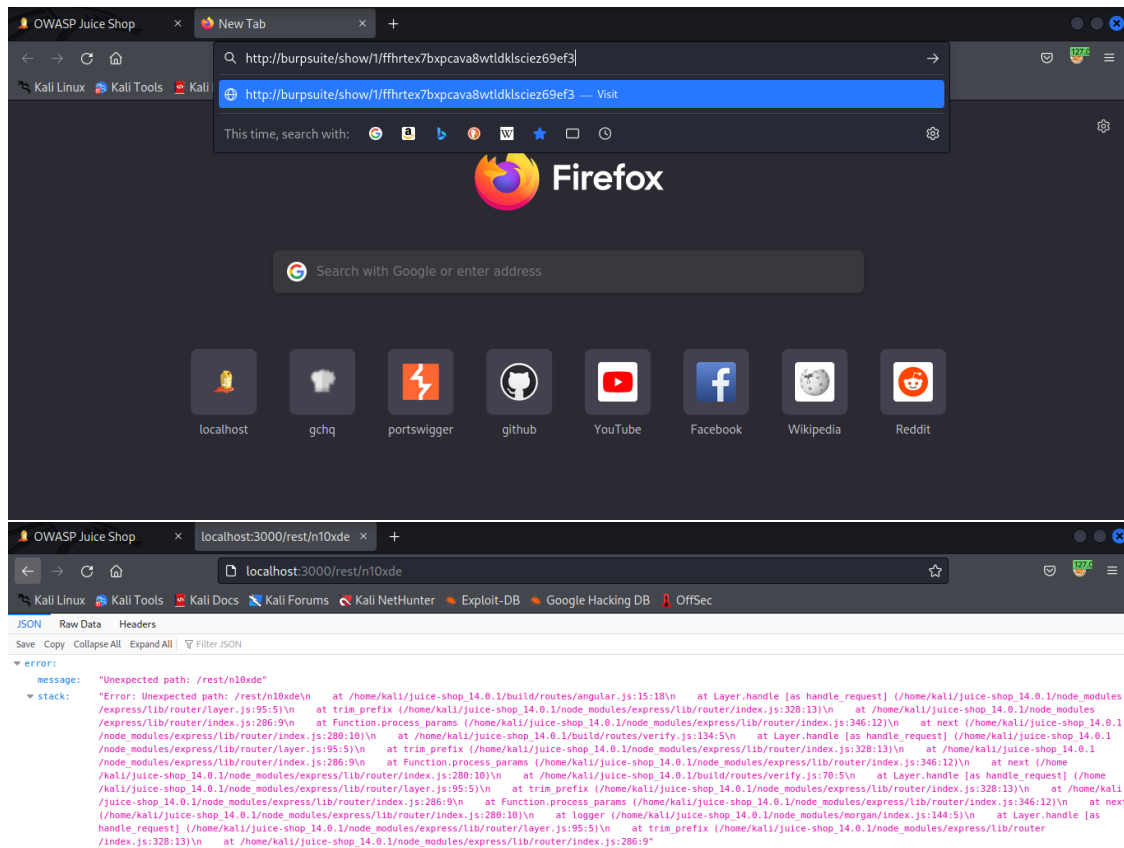 OWASP Juice Shop × New Tab × +
http://burpsuite/show/1/ffhrtex7bxpcava8wtldklsciez69ef3
127.0
Kali Linux Kali Tools Kali
http://burpsuite/show/1/ffhrtex7bxpcava8wtldklsciez69ef3 — Visit
This time, search with:
Firefox
Search with Google or enter address
localhost gchq portswigger github YouTube Facebook Wikipedia Reddit
OWASP Juice Shop × localhost:3000/rest/n10xde × +
localhost:3000/rest/n10xde
127.0
Kali Linux Kali Tools Kali Docs Kali Forums Kali NetHunter Exploit-DB Google Hacking DB OffSec
JSON Raw Data Headers
Save Copy Collapse All Expand All Filter JSON
error:
message: "Unexpected path: /rest/n10xde"
stack: "Error: Unexpected path: /rest/n10xde\n at /home/kali/juice-shop_14.0.1/build/routes/angular.js:15:18\n at Layer.handle [as handle_request] (/home/kali/juice-shop_14.0.1/node_modules
/express/lib/router/layer.js:95:5)\n at trim_prefix (/home/kali/juice-shop_14.0.1/node_modules/express/lib/router/index.js:328:13)\n at /home/kali/juice-shop_14.0.1/node_modules
/express/lib/router/index.js:286:9\n at Function.process_params (/home/kali/juice-shop_14.0.1/node_modules/express/lib/router/index.js:346:12)\n at next (/home/kali/juice-shop_14.0.1
/node_modules/express/lib/router/index.js:280:10)\n at /home/kali/juice-shop_14.0.1/build/routes/verify.js:134:5\n at Layer.handle [as handle_request] (/home/kali/juice-shop_14.0.1
/node_modules/express/lib/router/layer.js:95:5)\n at trim_prefix (/home/kali/juice-shop_14.0.1/node_modules/express/lib/router/index.js:328:13)\n at /home/kali/juice-shop_14.0.1
/node_modules/express/lib/router/index.js:286:9\n at Function.process_params (/home/kali/juice-shop_14.0.1/node_modules/express/lib/router/index.js:346:12)\n at next (/home
/kali/juice-shop_14.0.1/node_modules/express/lib/router/index.js:280:10)\n at /home/kali/juice-shop_14.0.1/build/routes/verify.js:70:5\n at Layer.handle [as handle_request] (/home
/kali/juice-shop_14.0.1/node_modules/express/lib/router/layer.js:95:5)\n at trim_prefix (/home/kali/juice-shop_14.0.1/node_modules/express/lib/router/index.js:328:13)\n at /home/kali
/juice-shop_14.0.1/node_modules/express/lib/router/index.js:286:9\n at Function.process_params (/home/kali/juice-shop_14.0.1/node_modules/express/lib/router/index.js:346:12)\n at next
(/home/kali/juice-shop_14.0.1/node_modules/express/lib/router/index.js:280:10)\n at logger (/home/kali/juice-shop_14.0.1/node_modules/morgan/index.js:144:5)\n at Layer.handle [as
handle_request] (/home/kali/juice-shop_14.0.1/node_modules/express/lib/router/layer.js:95:5)\n at trim_prefix (/home/kali/juice-shop_14.0.1/node_modules/express/lib/router
/index.js:328:13)\n at /home/kali/juice-shop_14.0.1/node_modules/express/lib/router/index.js:286:9"